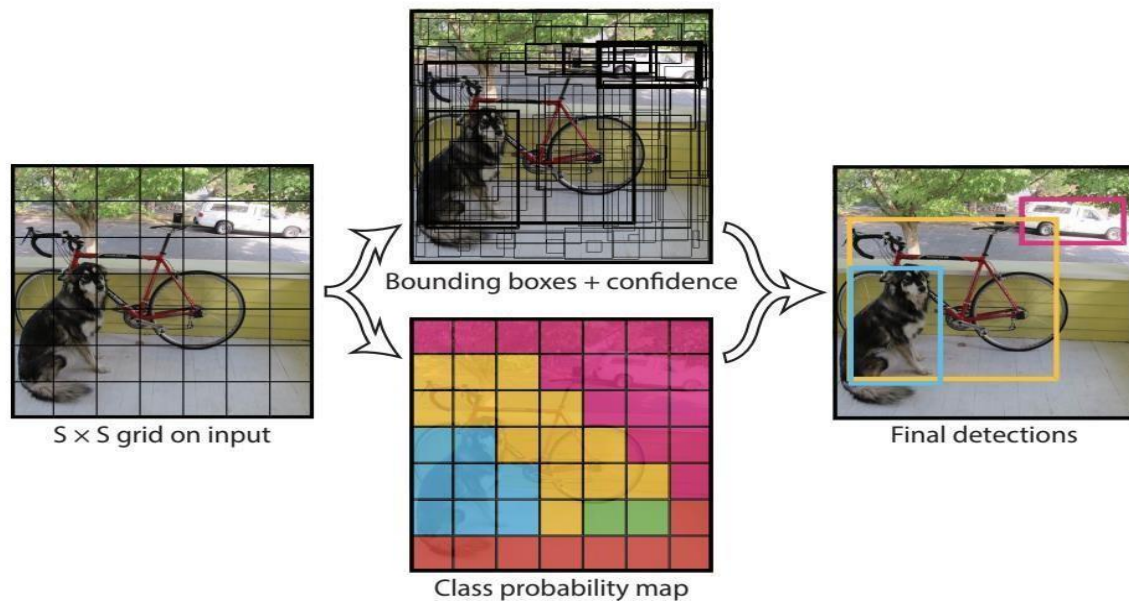 Bounding boxes + confidence
S × S grid on input
Final detections
Class probability map